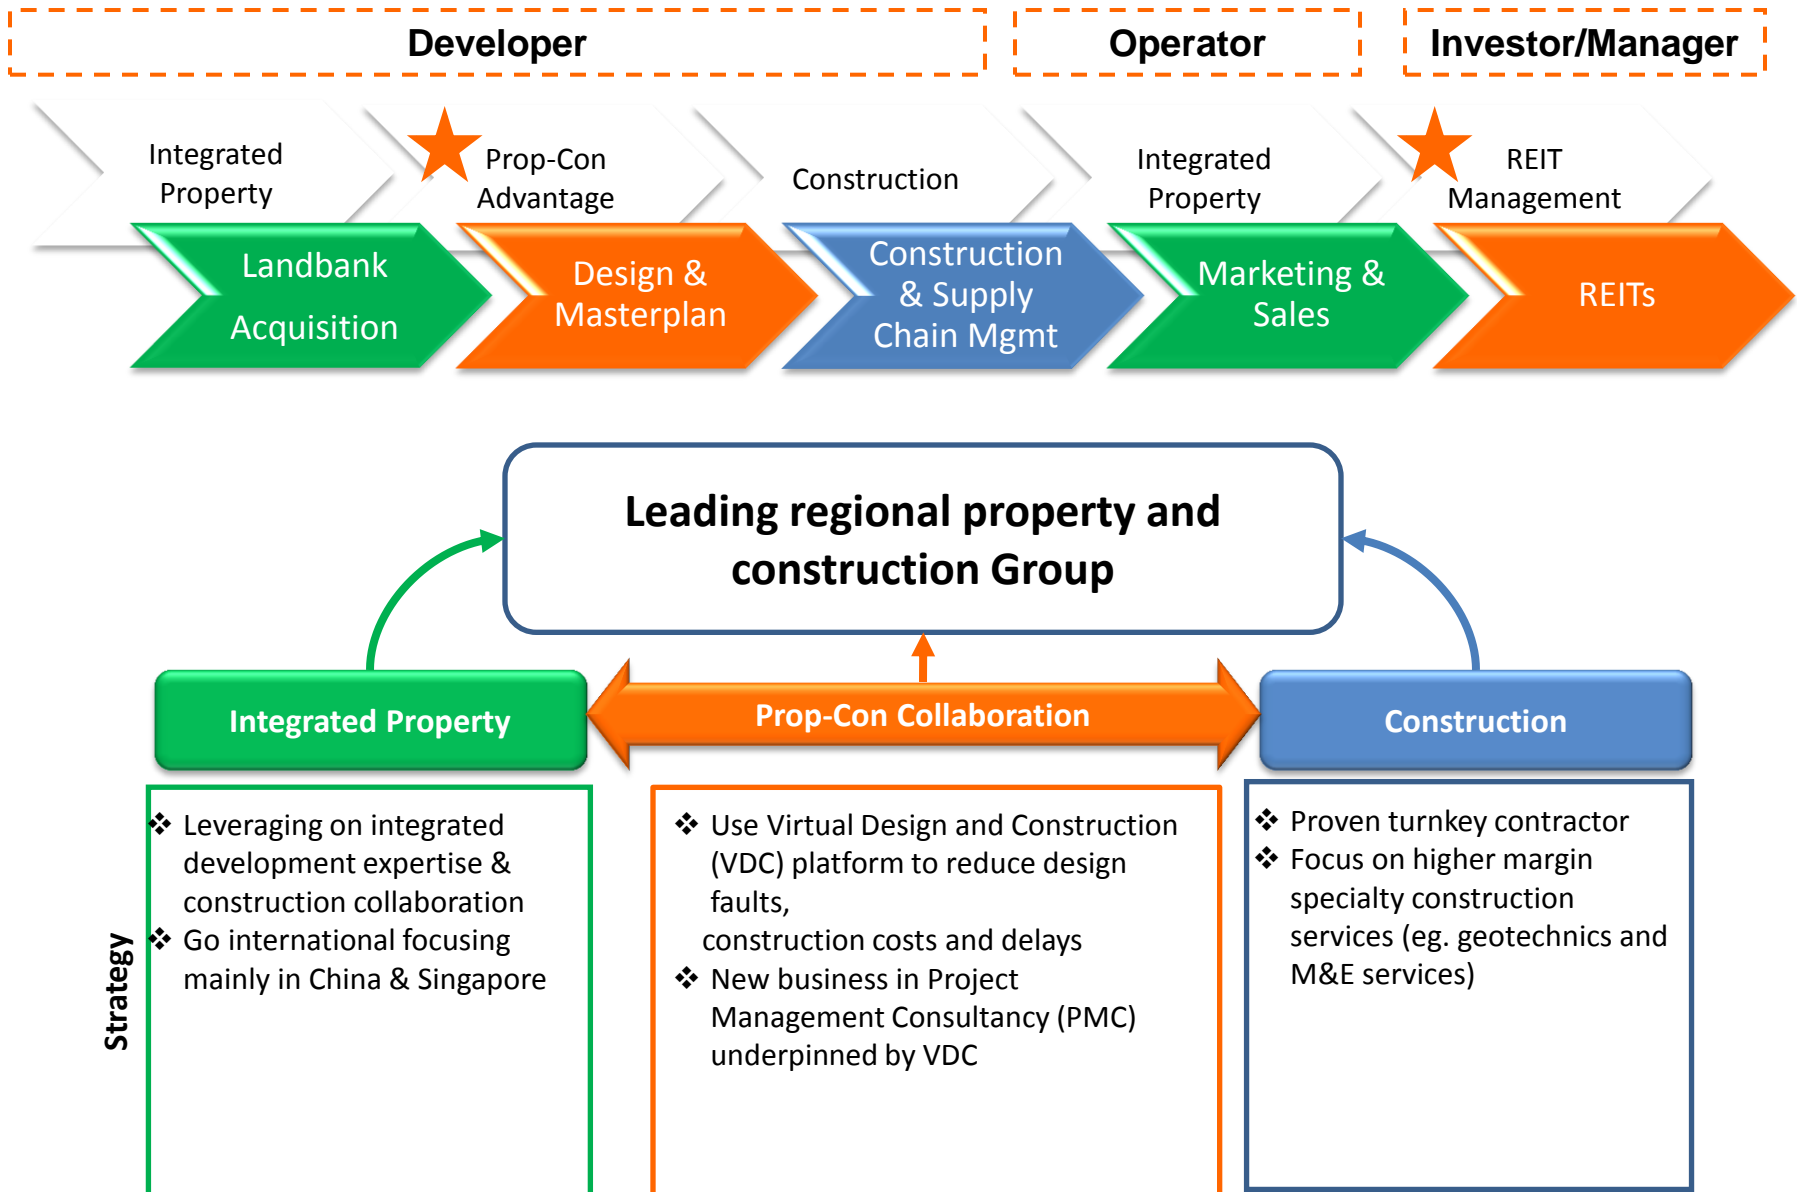 Developer
Operator
Investor/Manager
Integrated
Property
Prop-Con
Advantage
Construction
Integrated
Property
REIT
Management
Landbank
Acquisition
Design &
Masterplan
Construction
& Supply
Chain Mgmt
Marketing &
Sales
REITs
Leading regional property and
construction Group
Integrated Property
Prop-Con Collaboration
Construction
Strategy
❖ Leveraging on integrated
development expertise &
construction collaboration
❖ Go international focusing
mainly in China & Singapore
❖ Use Virtual Design and Construction
(VDC) platform to reduce design
faults,
construction costs and delays
❖ New business in Project
Management Consultancy (PMC)
underpinned by VDC
❖ Proven turnkey contractor
❖ Focus on higher margin
specialty construction
services (eg. geotechnics and
M&E services)